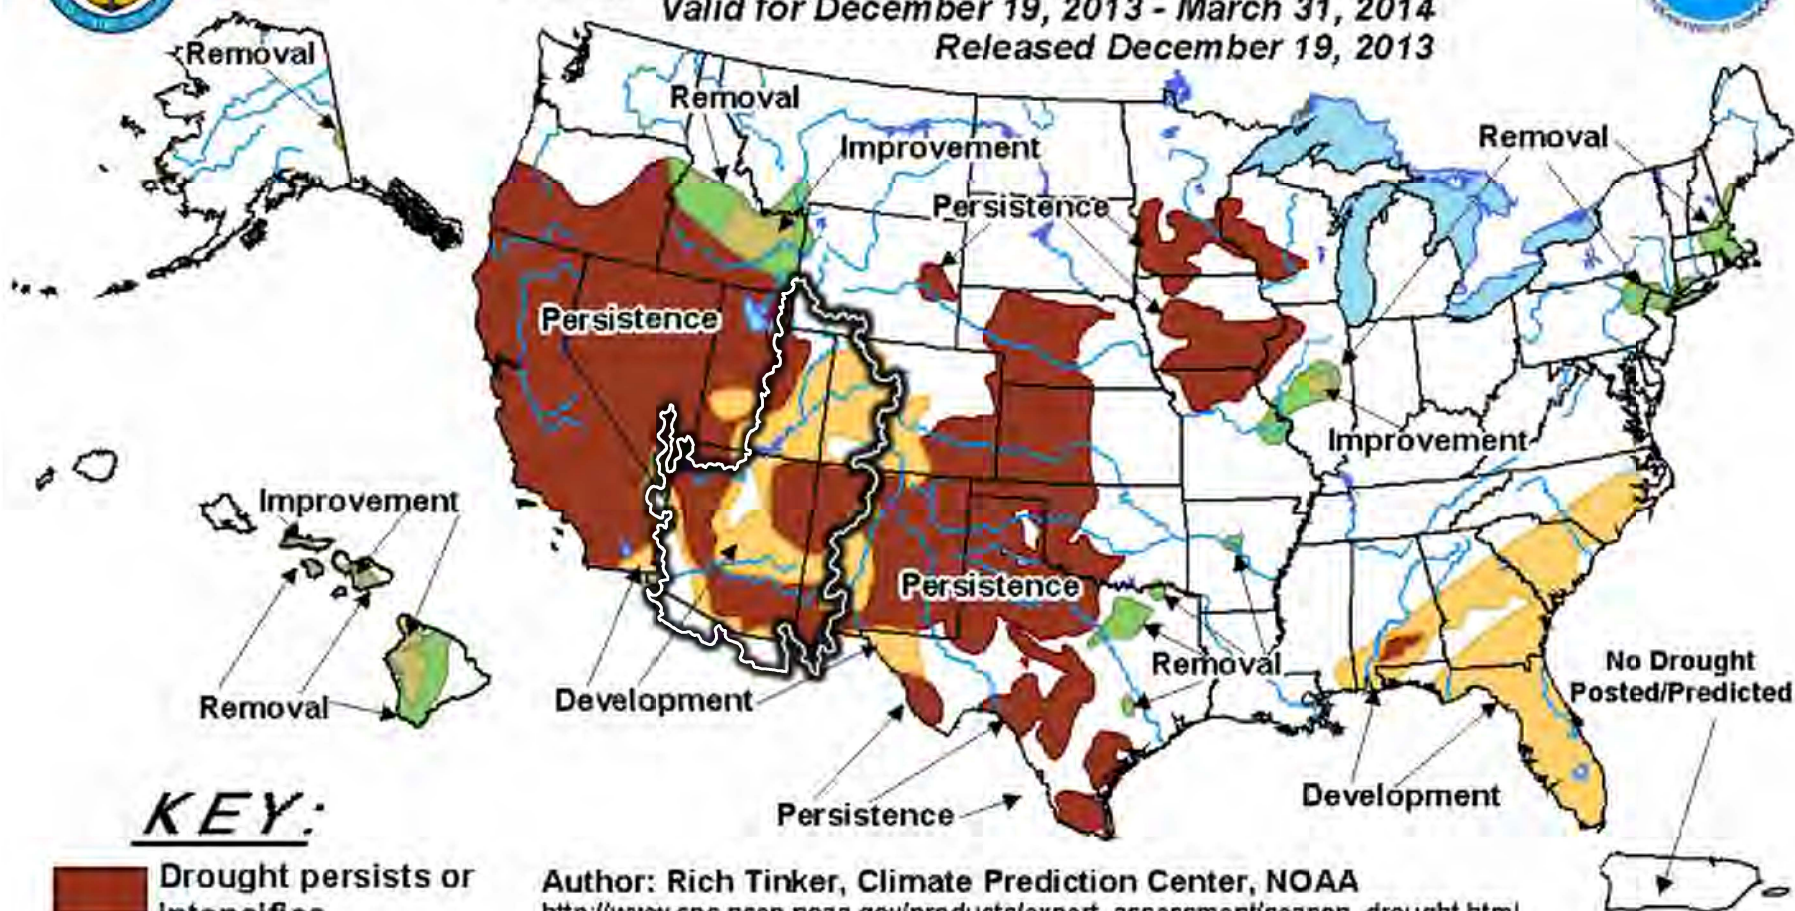 Valid for December 19, 2013 - March 31, 2014
Released December 19, 2013
Removal
Removal
Improvement
Removal
Persistence
Persistence
Improvement
Improvement
Persistence
Removal
No Drought
Posted/Predicted
Removal
Development
Development
Persistence
KEY:
Drought persists or
intensifies
Author: Rich Tinker, Climate Prediction Center, NOAA